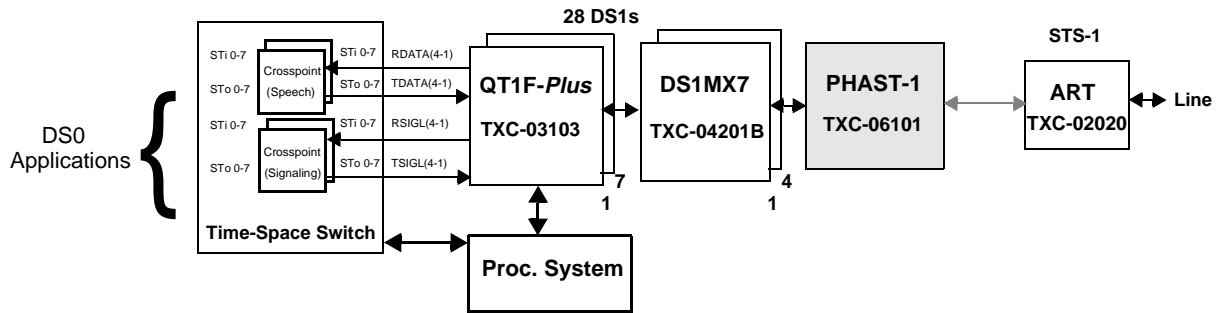 28 DS1s
STS-1
STi 0-7
STi 0-7
RDATA(4-1)
Crosspoint
(Speech)
STo 0-7
STo 0-7
TDATA(4-1)
QT1F-Plus
TXC-03103
DS1MX7
TXC-04201B
PHAST-1
TXC-06101
ART
TXC-02020
Line
DS0
Applications
STi 0-7
STi 0-7
RSIGL(4-1)
Crosspoint
(Signaling)
STo 0-7
STo 0-7
TSIGL(4-1)
7
1
4
1
Time-Space Switch
Proc. System